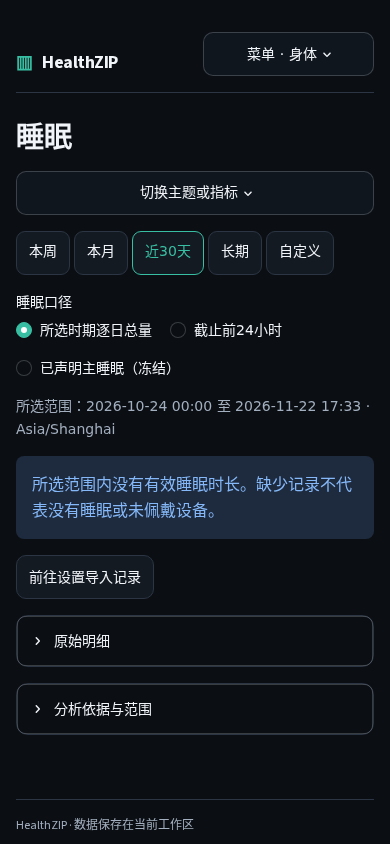 HealthZIP
菜单 · 身体
睡眠
切换主题或指标
本周 本月 近30天 长期 自定义
睡眠口径
所选时期逐日总量 截止前24小时
已声明主睡眠（冻结）
所选范围：2026-10-24 00:00 至 2026-11-22 17:33 ·
Asia/Shanghai
所选范围内没有有效睡眠时长。缺少记录不代
表没有睡眠或未佩戴设备。
前往设置导入记录
原始明细
分析依据与范围
HealthZIP · 数据保存在当前工作区